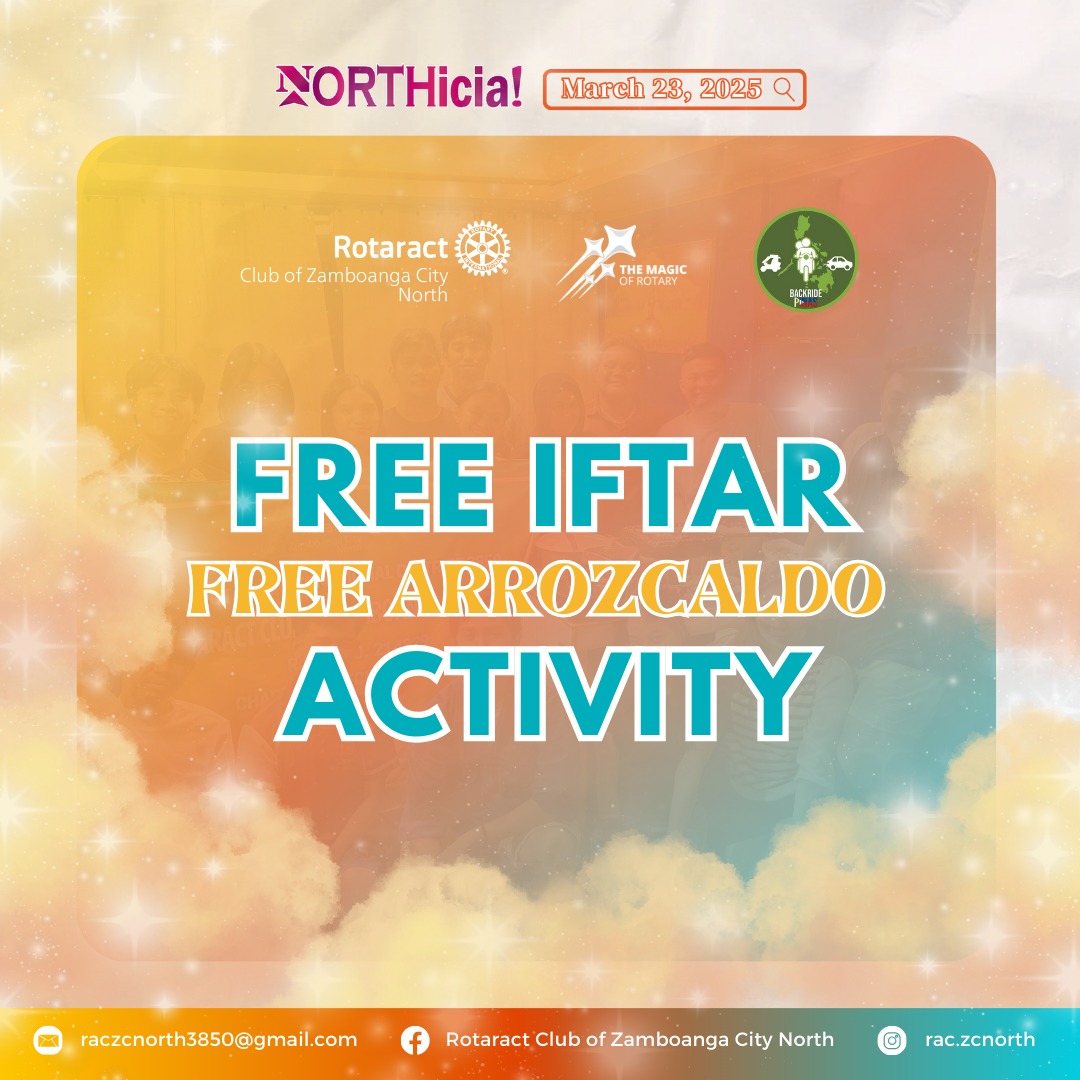 NORTHicia!
March 23, 2025
Rotaract
Club of Zamboanga City
North
THE MAGIC
OF ROTARY
BACKRIDE
FREE IFTAR
FREE ARROZCALDO
ACTIVITY
raczcnorth3850@gmail.com
Rotaract Club of Zamboanga City North
rac.zcnorth